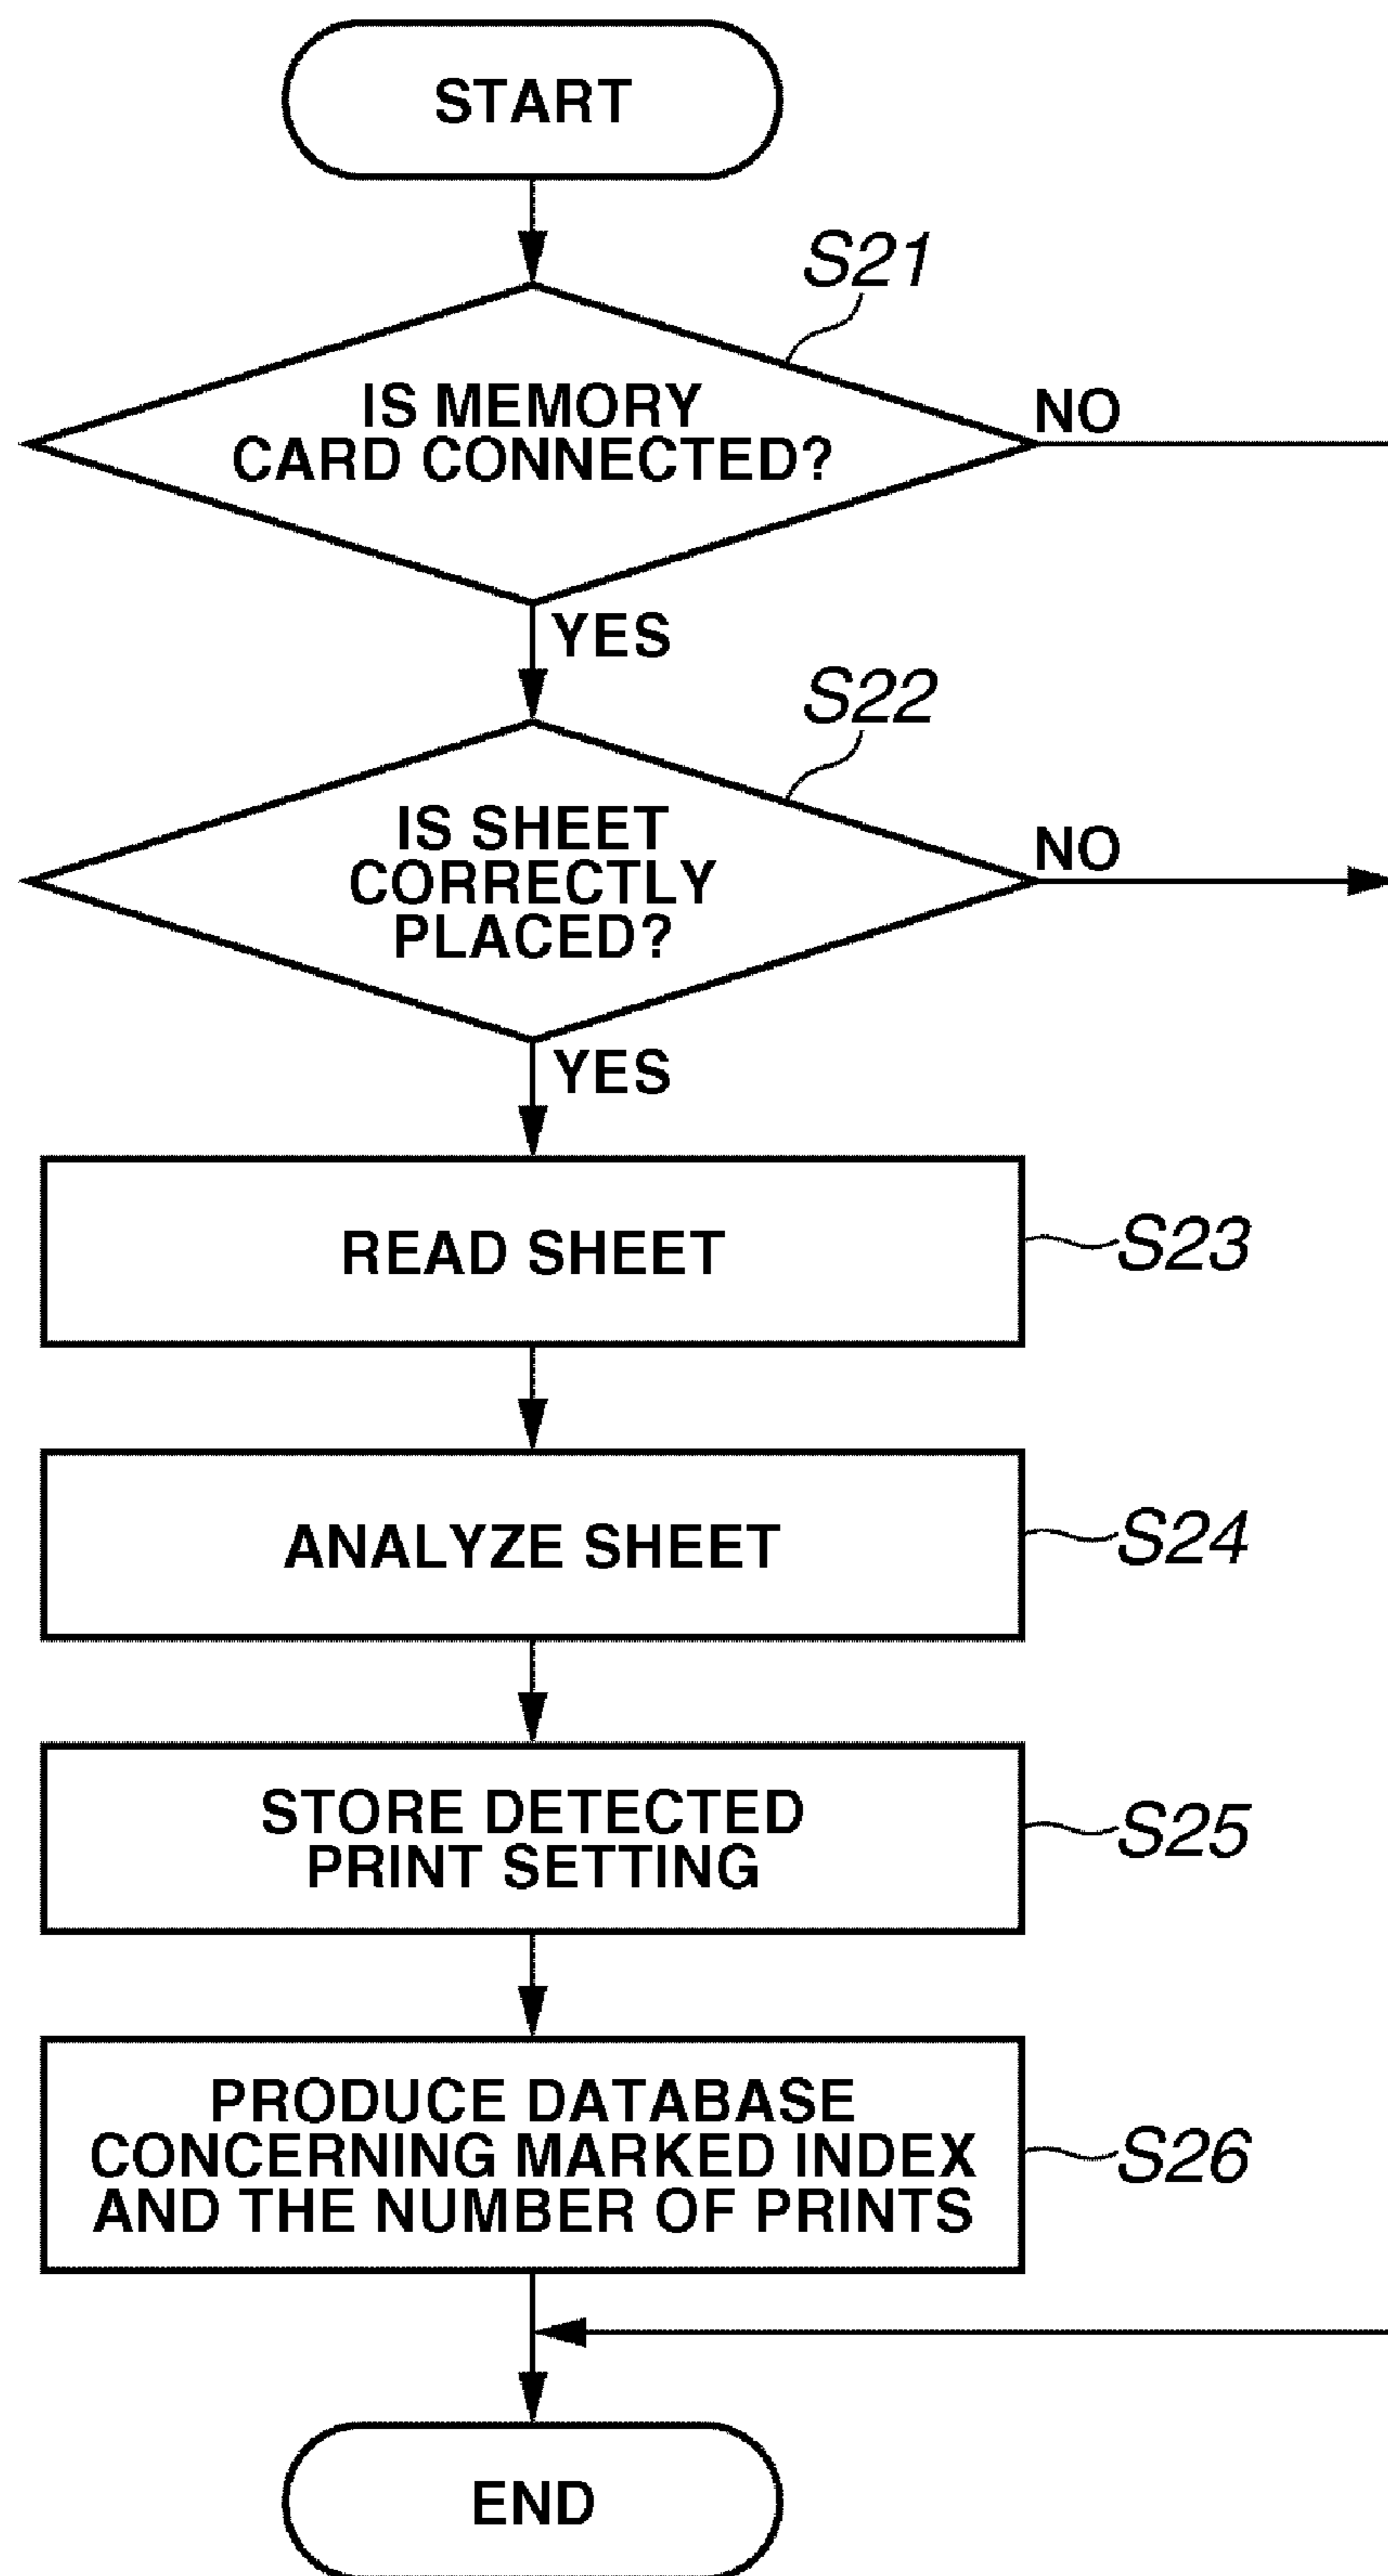 START
S21
IS MEMORY
CARD CONNECTED?
NO
YES
S22
IS SHEET
CORRECTLY
PLACED?
NO
YES
READ SHEET
S23
ANALYZE SHEET
S24
STORE DETECTED
PRINT SETTING
S25
PRODUCE DATABASE
CONCERNING MARKED INDEX
AND THE NUMBER OF PRINTS
S26
END